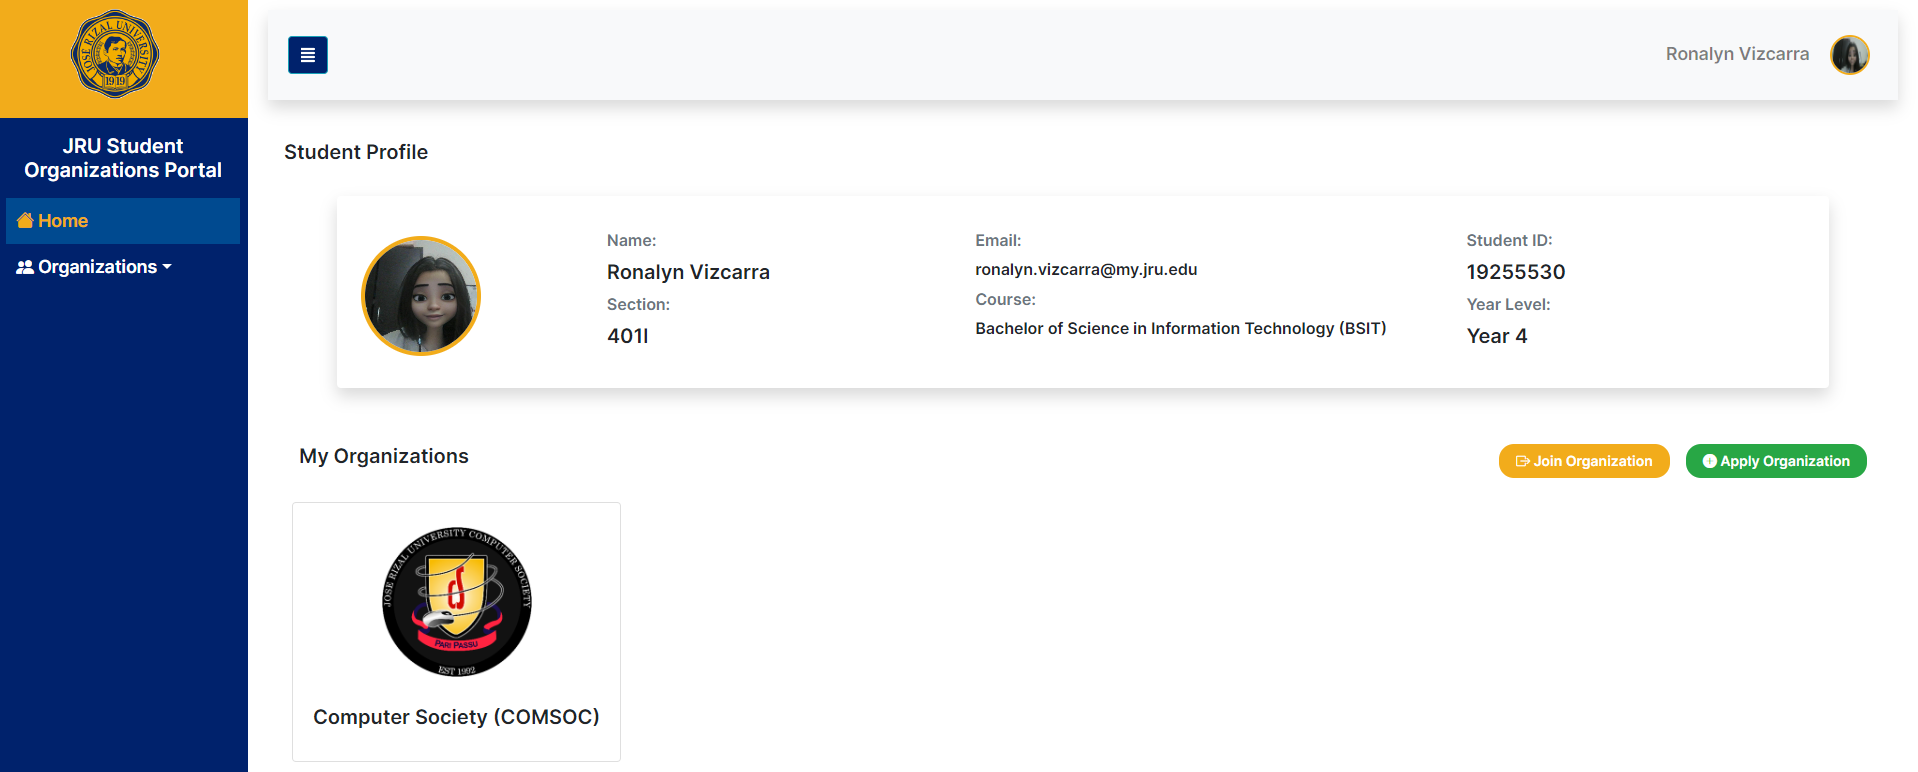 JOSE RIZAL UNIVERSITY
1919
JRU Student
Organizations Portal
Home
Organizations
Ronalyn Vizcarra
Student Profile
Name:
Ronalyn Vizcarra
Section:
401I
Email:
ronalyn.vizcarra@my.jru.edu
Course:
Bachelor of Science in Information Technology (BSIT)
Student ID:
19255530
Year Level:
Year 4
My Organizations
Join Organization
Apply Organization
JOSE RIZAL UNIVERSITY COMPUTER SOCIETY
PARI PASSU
EST 1992
Computer Society (COMSOC)